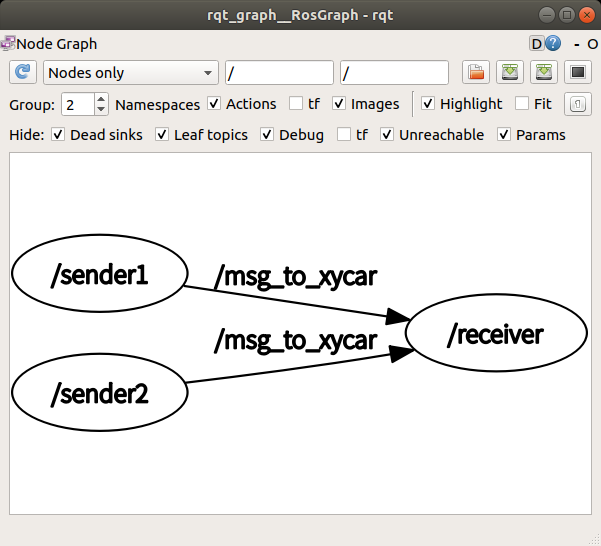 rqt_graph__RosGraph - rqt
Node Graph D ? - O
Nodes only / /
Group: 2 Namespaces Actions tf Images Highlight Fit
Hide: Dead sinks Leaf topics Debug tf Unreachable Params
/sender1 /msg_to_xycar
/receiver
/msg_to_xycar
/sender2